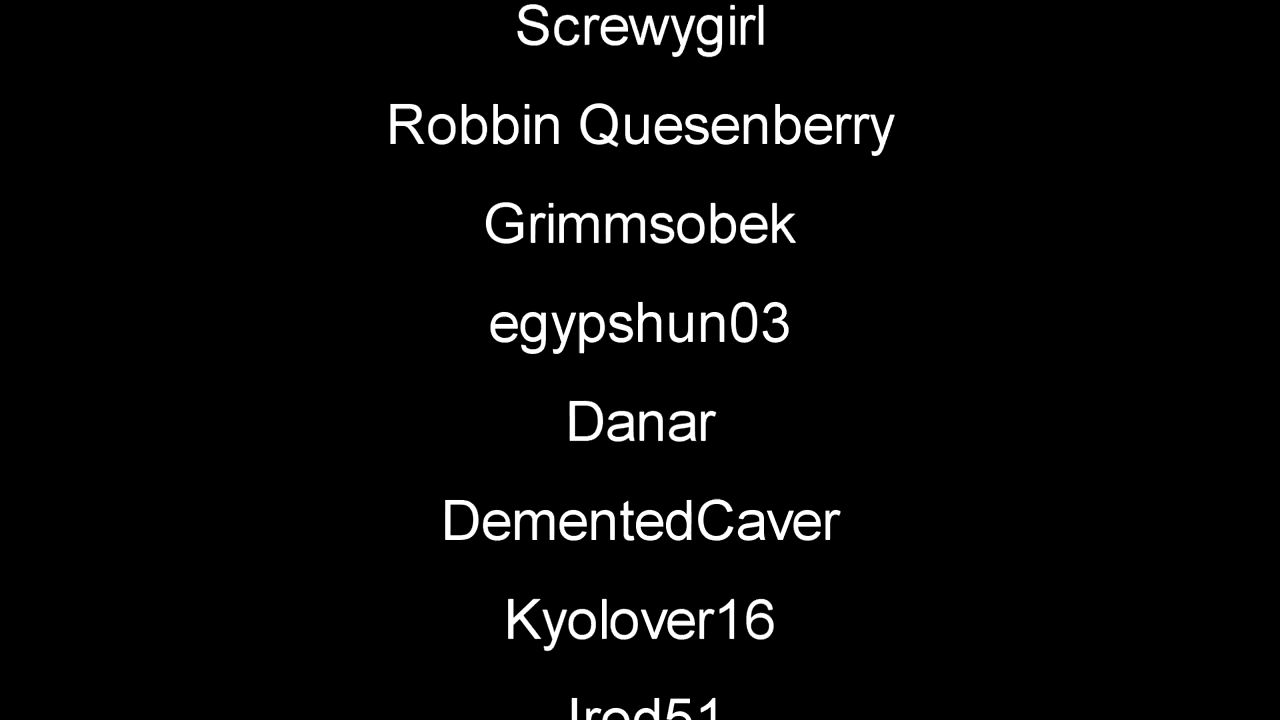 Screwygirl
Robbin Quesenberry
Grimmsobek
egypshun03
Danar
DementedCaver
Kyolover16